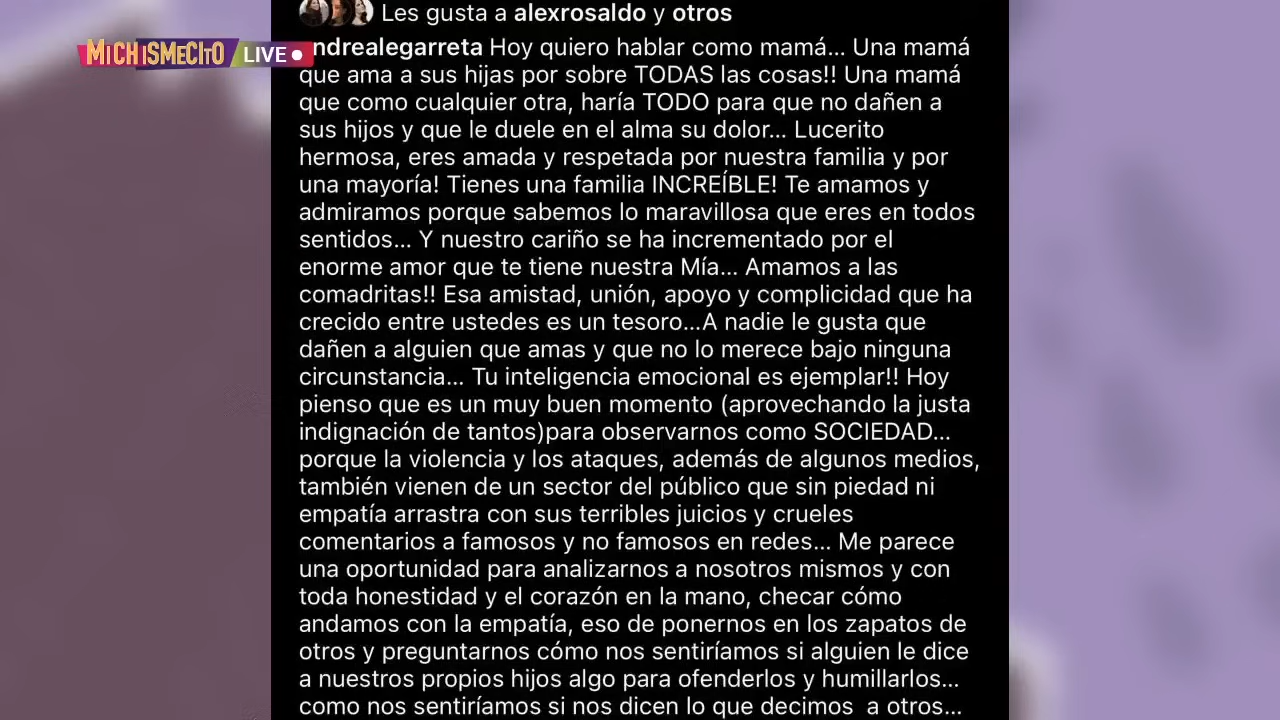 Les gusta a alexrosaldo y otros
MICHISMECITO LIVE
ndrealegarreta Hoy quiero hablar como mamá... Una mamá
que ama a sus hijas por sobre TODAS las cosas!! Una mamá
que como cualquier otra, haría TODO para que no dañen a
sus hijos y que le duele en el alma su dolor... Lucerito
hermosa, eres amada y respetada por nuestra familia y por
una mayoría! Tienes una familia INCREÍBLE! Te amamos y
admiramos porque sabemos lo maravillosa que eres en todos
sentidos... Y nuestro cariño se ha incrementado por el
enorme amor que te tiene nuestra Mía... Amamos a las
comadritas!! Esa amistad, unión, apoyo y complicidad que ha
crecido entre ustedes es un tesoro...A nadie le gusta que
dañen a alguien que amas y que no lo merece bajo ninguna
circunstancia... Tu inteligencia emocional es ejemplar!! Hoy
pienso que es un muy buen momento (aprovechando la justa
indignación de tantos)para observarnos como SOCIEDAD...
porque la violencia y los ataques, además de algunos medios,
también vienen de un sector del público que sin piedad ni
empatía arrastra con sus terribles juicios y crueles
comentarios a famosos y no famosos en redes... Me parece
una oportunidad para analizarnos a nosotros mismos y con
toda honestidad y el corazón en la mano, checar cómo
andamos con la empatía, eso de ponernos en los zapatos de
otros y preguntarnos cómo nos sentiríamos si alguien le dice
a nuestros propios hijos algo para ofenderlos y humillarlos...
como nos sentiríamos si nos dicen lo que decimos a otros...